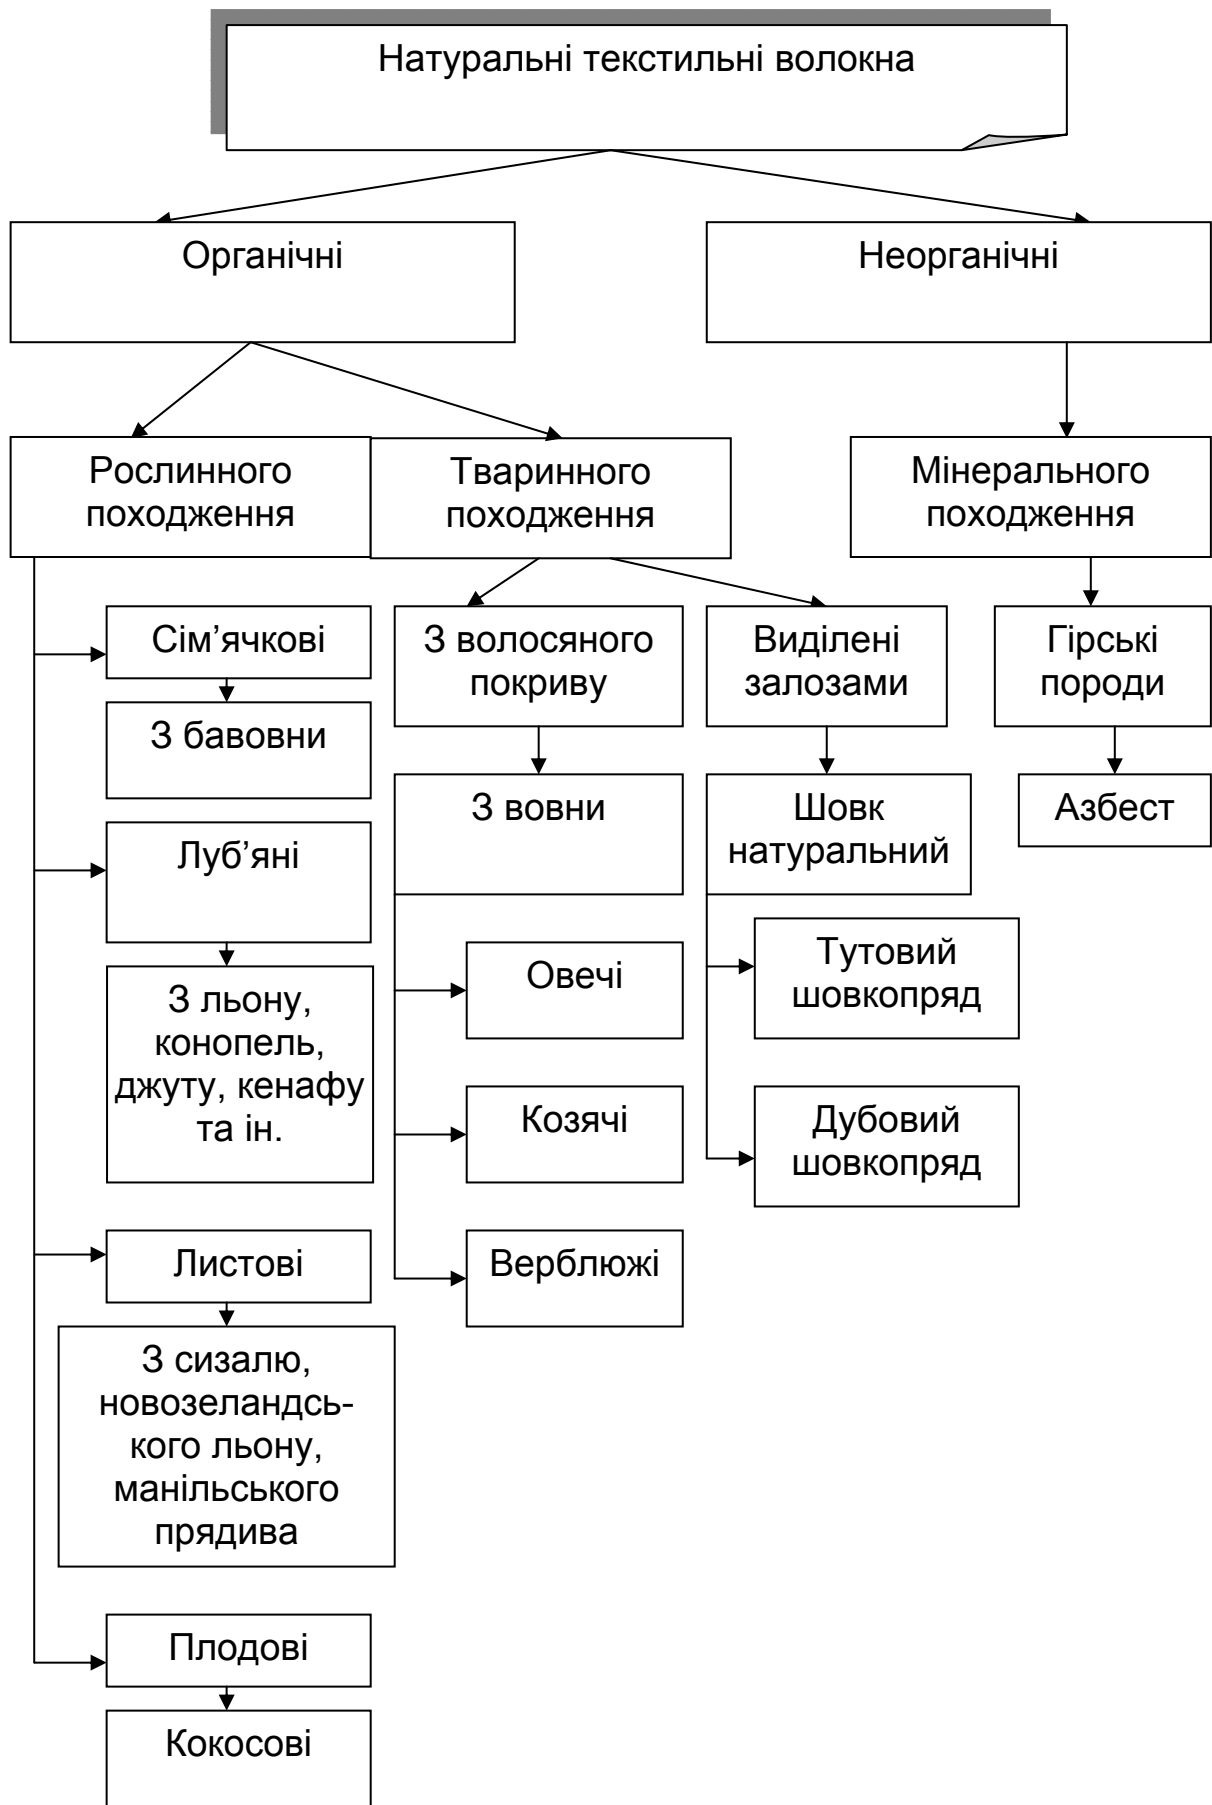 Натуральні текстильні волокна
Органічні
Неорганічні
Рослинного
походження
Тваринного
походження
Мінерального
походження
Сім’ячкові
З бавовни
Луб’яні
З льону,
конопель,
джуту, кенафу
та ін.
Листові
З сизалю,
новозеландсь-
кого льону,
манільського
прядива
Плодові
Кокосові
З волосяного
покриву
З вовни
Овечі
Козячі
Верблюжі
Виділені
залозами
Шовк
натуральний
Тутовий
шовкопряд
Дубовий
шовкопряд
Гірські
породи
Азбест